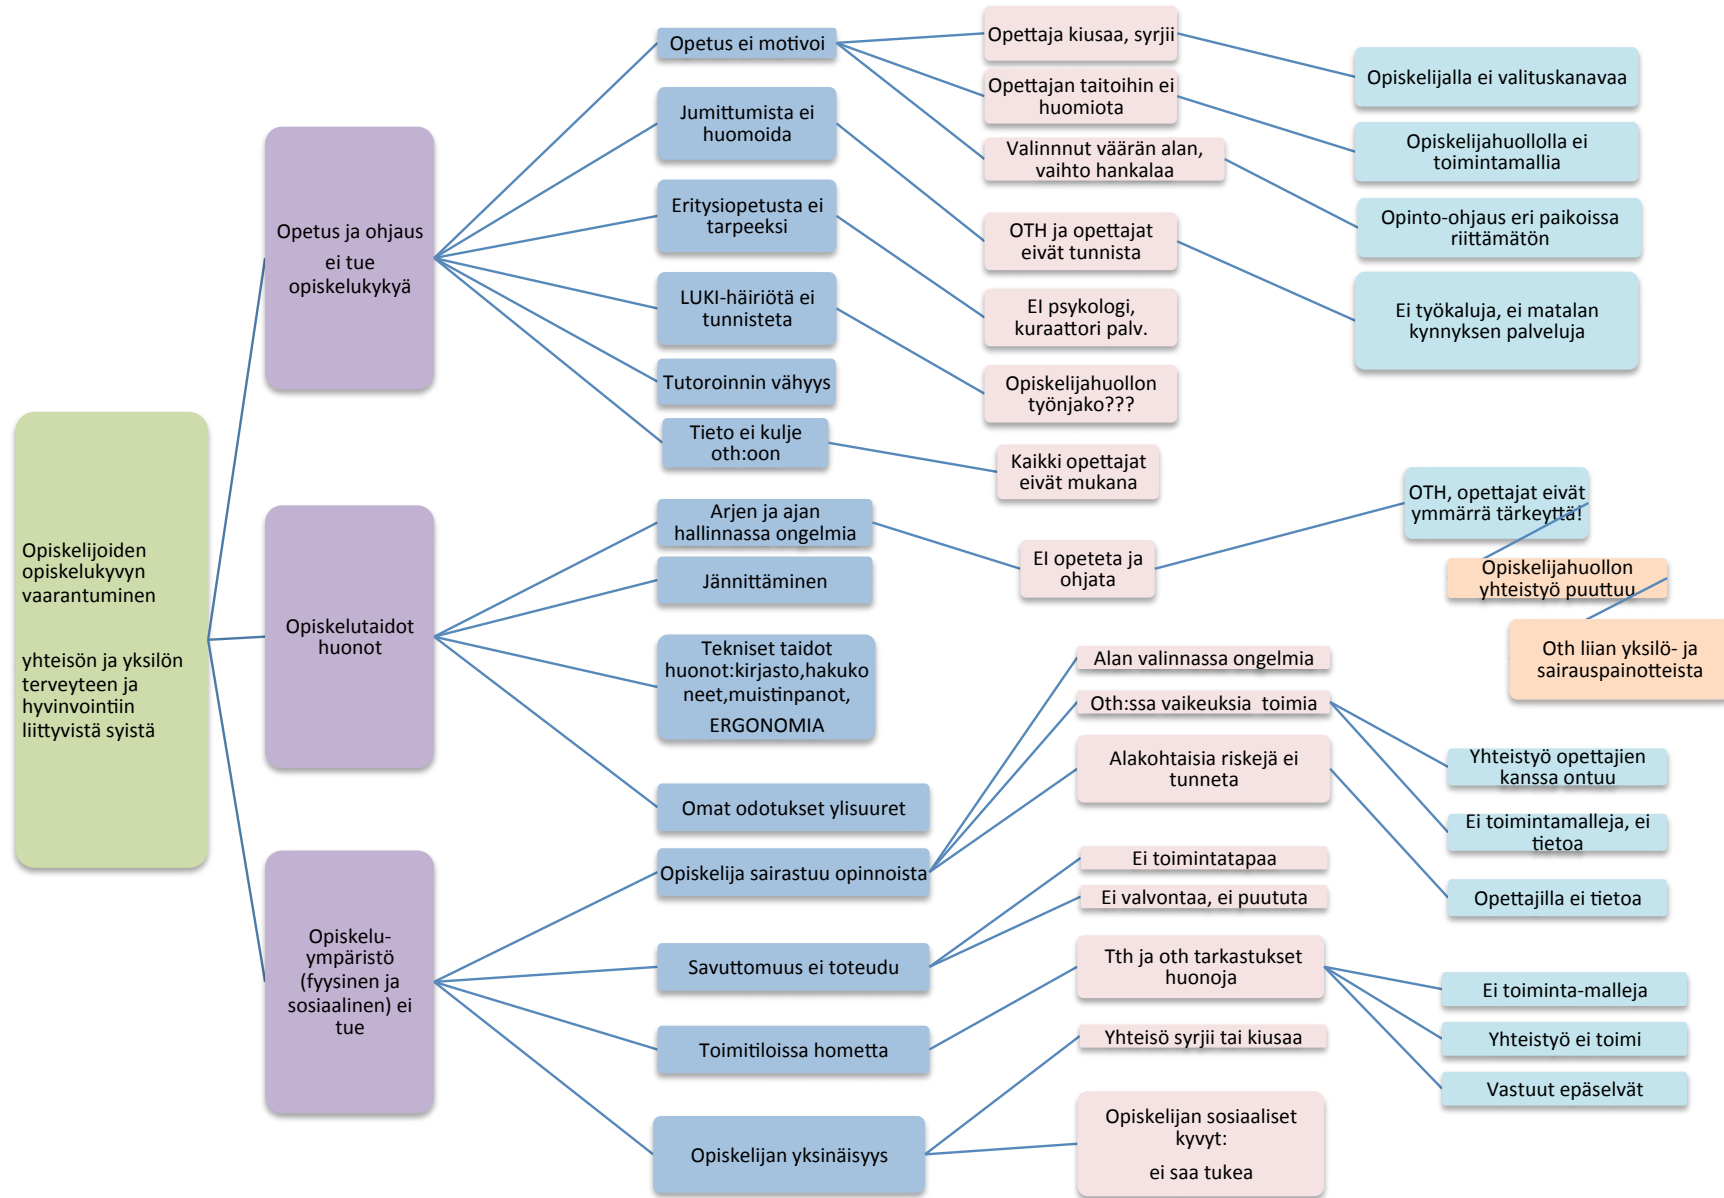 Opiskelijoiden
opiskelukyvyn
vaarantuminen
yhteisön ja yksilön
terveyteen ja
hyvinvointiin
liittyvistä syistä
Opetus ja ohjaus
ei tue
opiskelukykyä
Opiskelutaidot
huonot
Opiskelu-
ympäristö
(fyysinen ja
sosiaalinen) ei
tue
Opetus ei motivoi
Jumittumista ei
huomoida
Eritysiopetusta ei
tarpeeksi
LUKI-häiriötä ei
tunnisteta
Tutoroinnin vähyys
Tieto ei kulje
oth:oon
Arjen ja ajan
hallinnassa ongelmia
Jännittäminen
Tekniset taidot
huonot:kirjasto,hakuko
neet,muistinpanot,
ERGONOMIA
Omat odotukset ylisuuret
Opiskelija sairastuu opinnoista
Savuttomuus ei toteudu
Toimitiloissa hometta
Opiskelijan yksinäisyys
Opettaja kiusaa, syrjii
Opettajan taitoihin ei
huomiota
Valinnnut väärän alan,
vaihto hankalaa
OTH ja opettajat
eivät tunnista
EI psykologi,
kuraattori palv.
Opiskelijahuollon
työnjako???
Kaikki opettajat
eivät mukana
EI opeteta ja
ohjata
Alan valinnassa ongelmia
Oth:ssa vaikeuksia toimia
Alakohtaisia riskejä ei
tunneta
Ei toimintatapaa
Ei valvontaa, ei puututa
Tth ja oth tarkastukset
huonoja
Yhteisö syrjii tai kiusaa
Opiskelijan sosiaaliset
kyvyt:
ei saa tukea
Opiskelijalla ei valituskanavaa
Opiskelijahuollolla ei
toimintamallia
Opinto-ohjaus eri paikoissa
riittämätön
Ei työkaluja, ei matalan
kynnyksen palveluja
OTH, opettajat eivät
ymmärrä tärkeyttä!
Opiskelijahuollon
yhteistyö puuttuu
Oth liian yksilö- ja
sairauspainotteista
Yhteistyö opettajien
kanssa ontuu
Ei toimintamalleja, ei
tietoa
Opettajilla ei tietoa
Ei toiminta-malleja
Yhteistyö ei toimi
Vastuut epäselvät